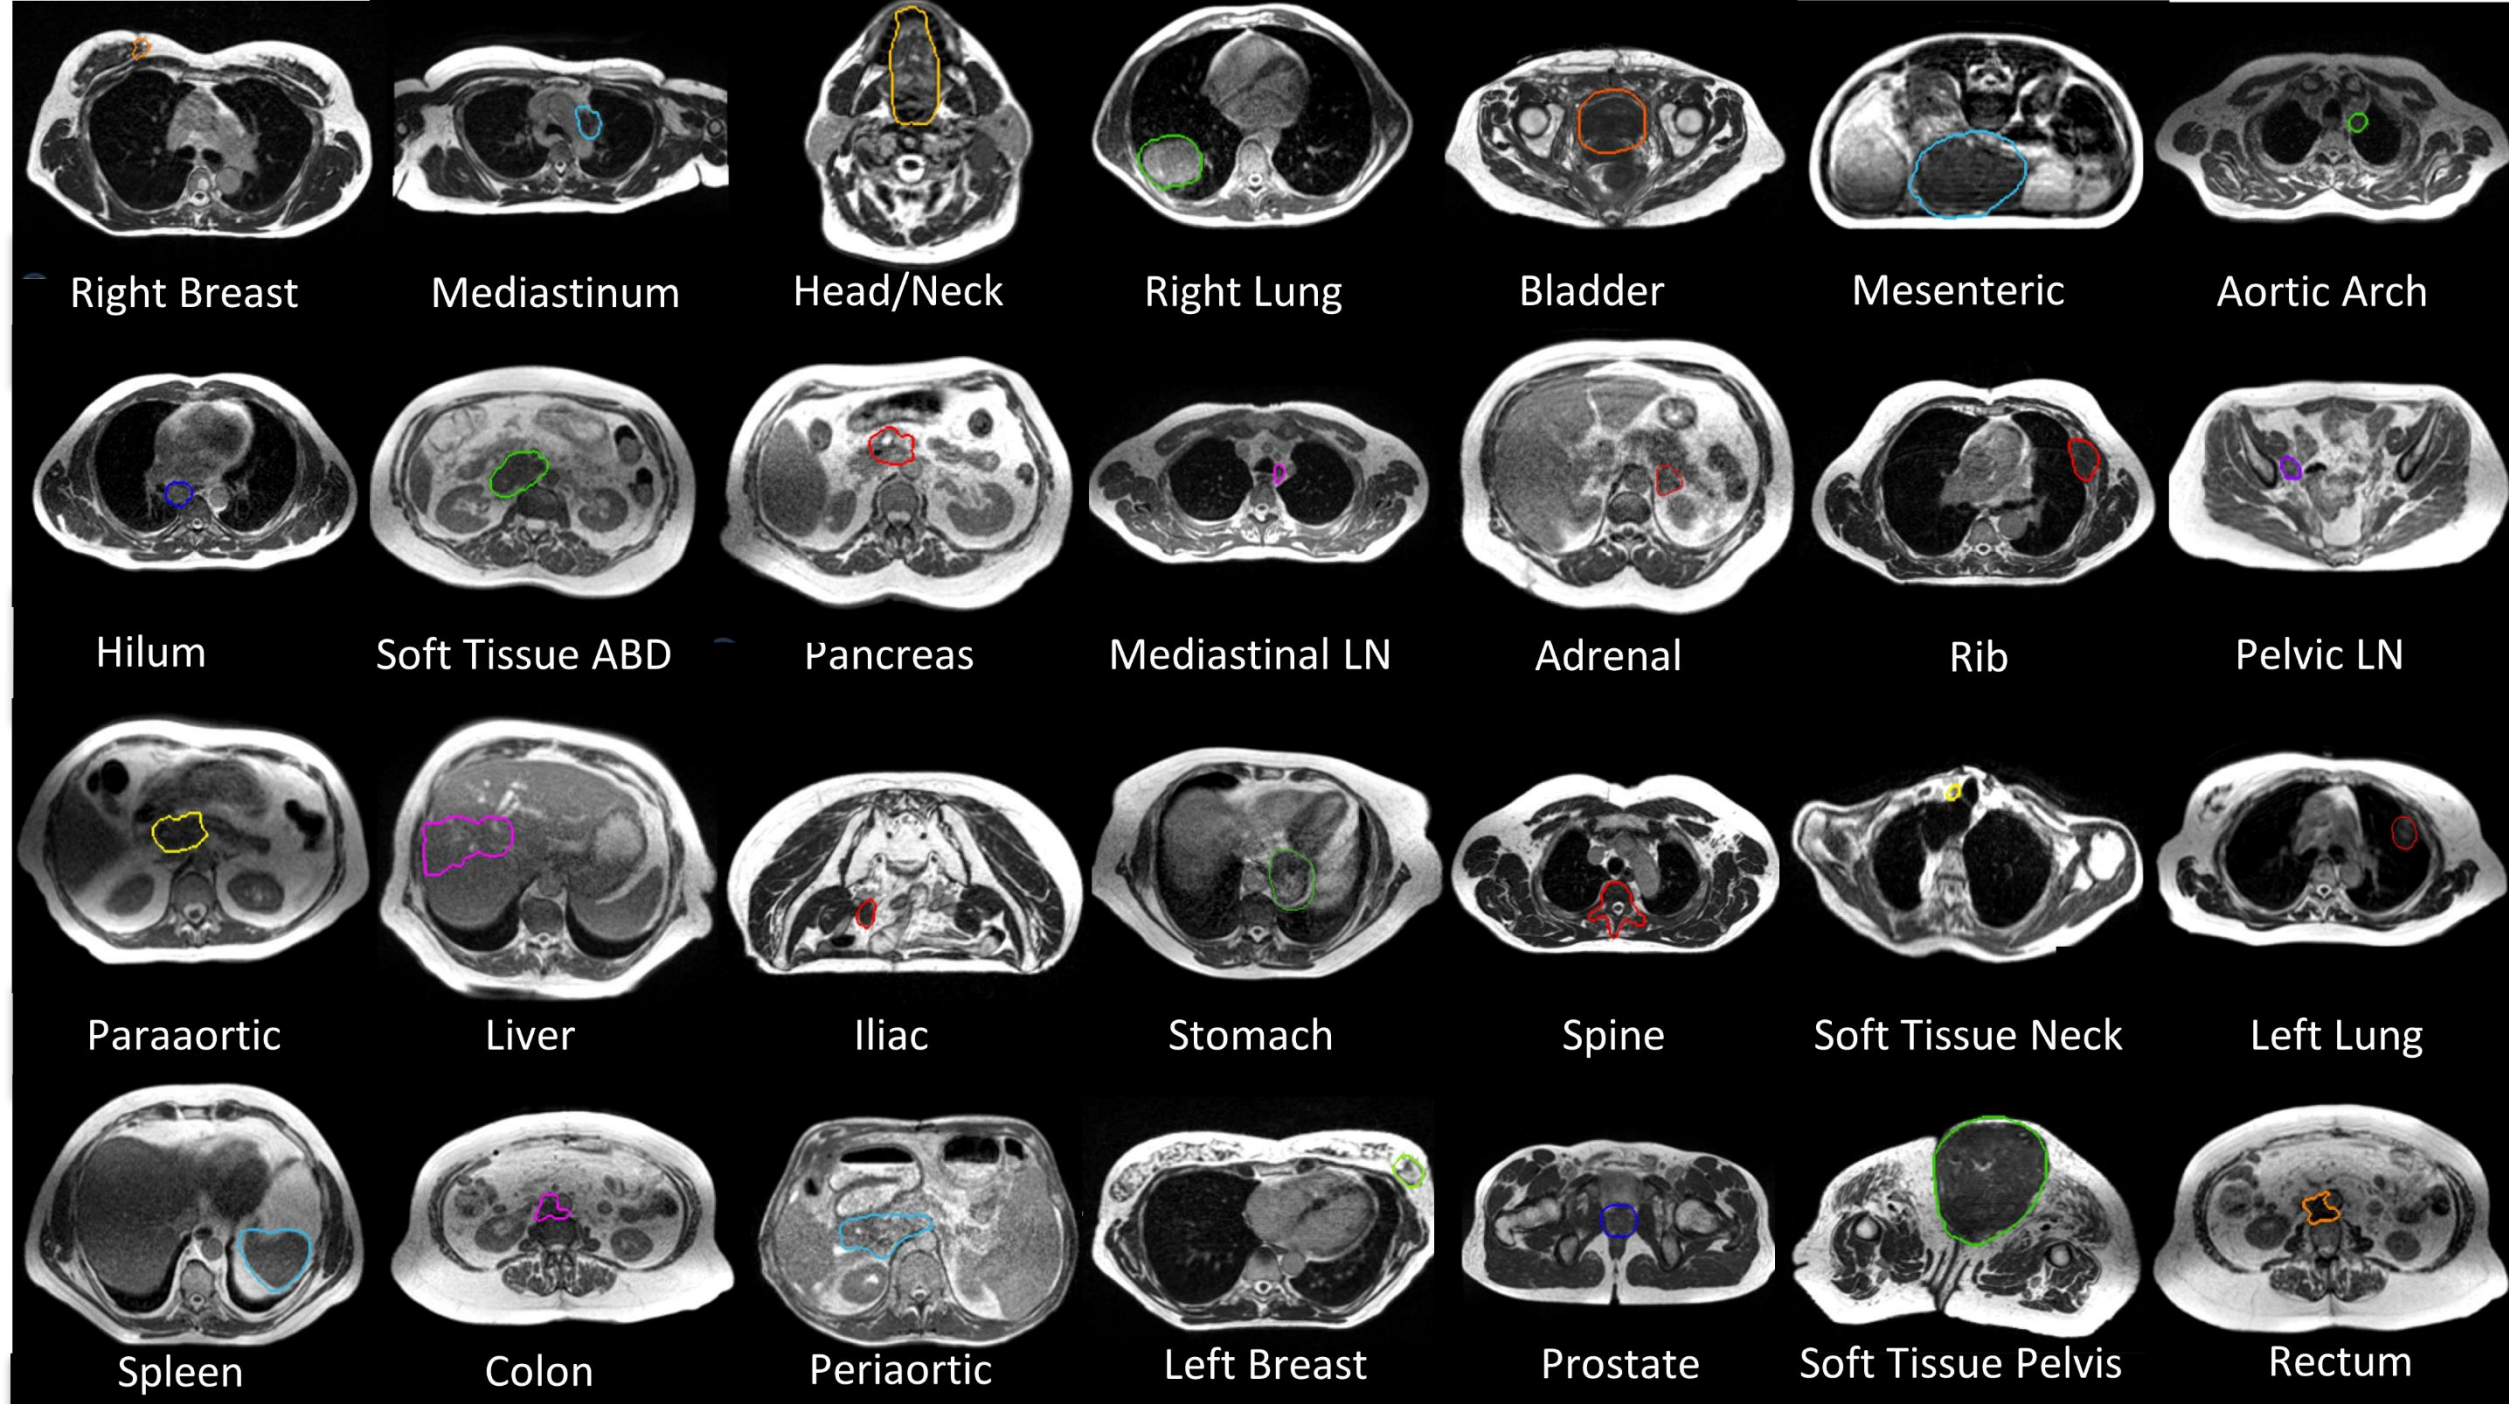 Right Breast
Mediastinum
Head/Neck
Right Lung
Bladder
Mesenteric
Aortic Arch
Hilum
Soft Tissue ABD
Pancreas
Mediastinal LN
Adrenal
Rib
Pelvic LN
Paraaortic
Liver
Iliac
Stomach
Spine
Soft Tissue Neck
Left Lung
Spleen
Colon
Periaortic
Left Breast
Prostate
Soft Tissue Pelvis
Rectum